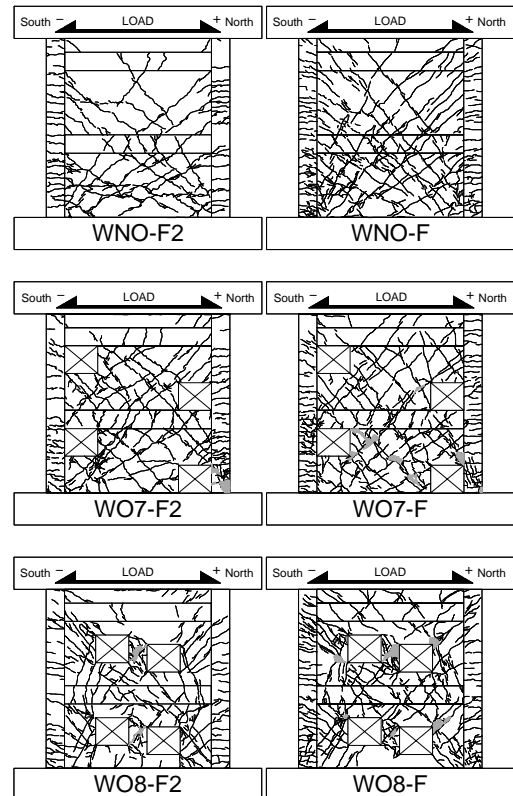 South − LOAD + North
South − LOAD + North
WNO-F2
WNO-F
South − LOAD + North
South − LOAD + North
WO7-F2
WO7-F
South − LOAD + North
South − LOAD + North
WO8-F2
WO8-F